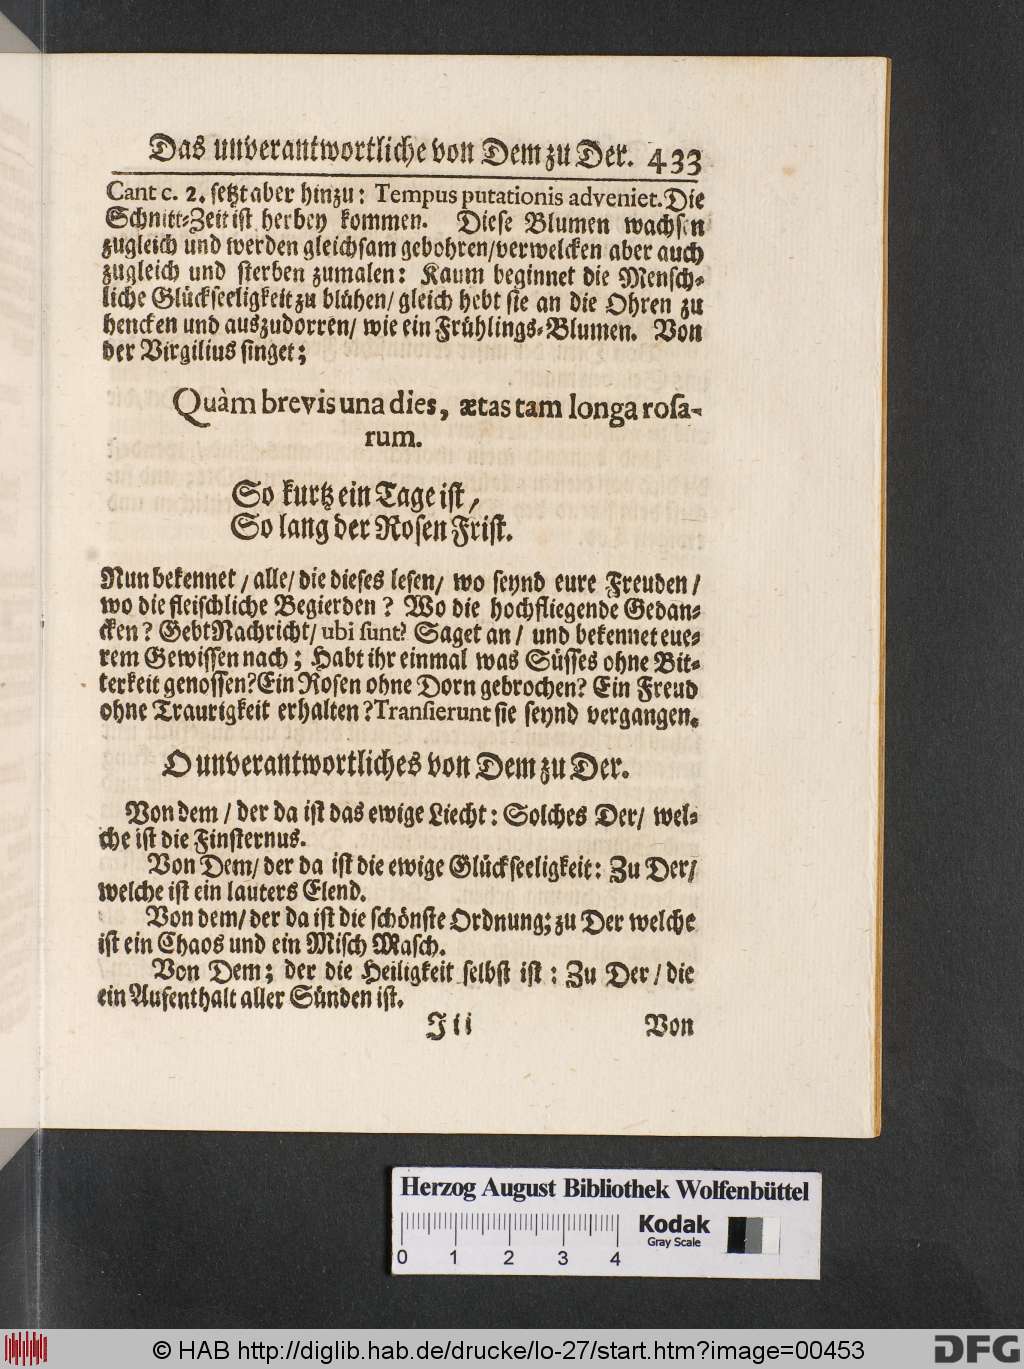 Das unverantwortliche von Dem zu Der. 433
Cant c. 2. setzt aber hinzu: Tempus putationis adveniet. Die
Schnitt-Zeit ist herbey kommen. Diese Blumen wachsen
zugleich und werden gleichsam gebohren/verwelcken aber auch
zugleich und sterben zumalen: Kaum beginnet die Mensch-
liche Glückseeligkeit zu blühen/ gleich hebt sie an die Ohren zu
hencken und auszudorren/ wie ein Frühlings-Blumen. Von
der Virgilius singet;
Quàm brevis una dies, ætas tam longa rosa-
rum.
So kurtz ein Tage ist,
So lang der Rosen Frist.
Nun bekennet / alle/ die dieses lesen/ wo seynd eure Freuden /
wo die fleischliche Begierden? Wo die hochfliegende Gedan-
cken? Gebt Nachricht/ ubi sunt? Saget an / und bekennet eue-
rem Gewissen nach; Habt ihr einmal was Süsses ohne Bit-
terkeit genossen? Ein Rosen ohne Dorn gebrochen? Ein Freud
ohne Traurigkeit erhalten? Transierunt sie seynd vergangen.
O unverantwortliches von Dem zu Der.
Von dem / der da ist das ewige Liecht: Solches Der/ wel-
che ist die Finsternus.
Von Dem/ der da ist die ewige Glückseeligkeit: Zu Der/
welche ist ein lauters Elend.
Von dem/ der da ist die schönste Ordnung; zu Der welche
ist ein Chaos und ein Misch Masch.
Von Dem; der die Heiligkeit selbst ist: Zu Der / die
ein Aufenthalt aller Sünden ist.
Iii Von
Herzog August Bibliothek Wolfenbüttel
Kodak
Gray Scale
0 1 2 3 4
© HAB http://diglib.hab.de/drucke/lo-27/start.htm?image=00453
DFG